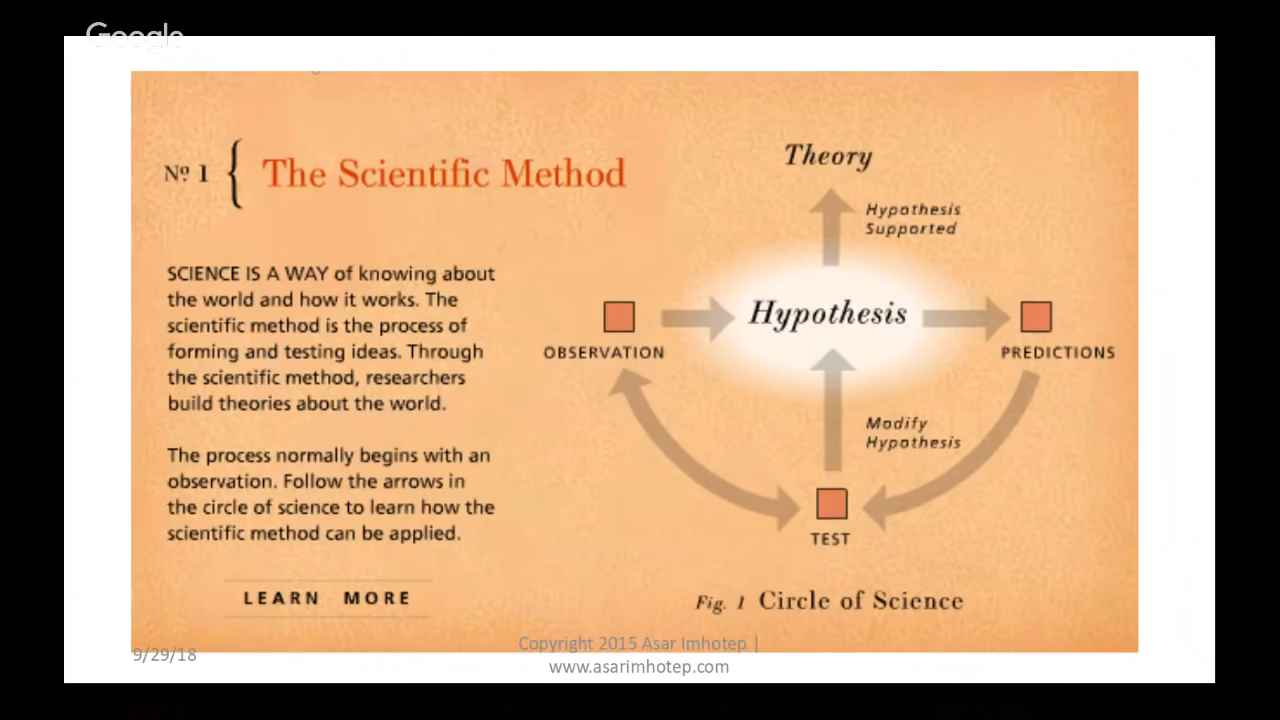 Google
Nº 1 { The Scientific Method
SCIENCE IS A WAY of knowing about
the world and how it works. The
scientific method is the process of
forming and testing ideas. Through
the scientific method, researchers
build theories about the world.
The process normally begins with an
observation. Follow the arrows in
the circle of science to learn how the
scientific method can be applied.
LEARN MORE
Theory
Hypothesis
Supported
Hypothesis
OBSERVATION
PREDICTIONS
Modify
Hypothesis
TEST
Fig. 1 Circle of Science
9/29/18
Copyright 2015 Asar Imhotep |
www.asarimhotep.com